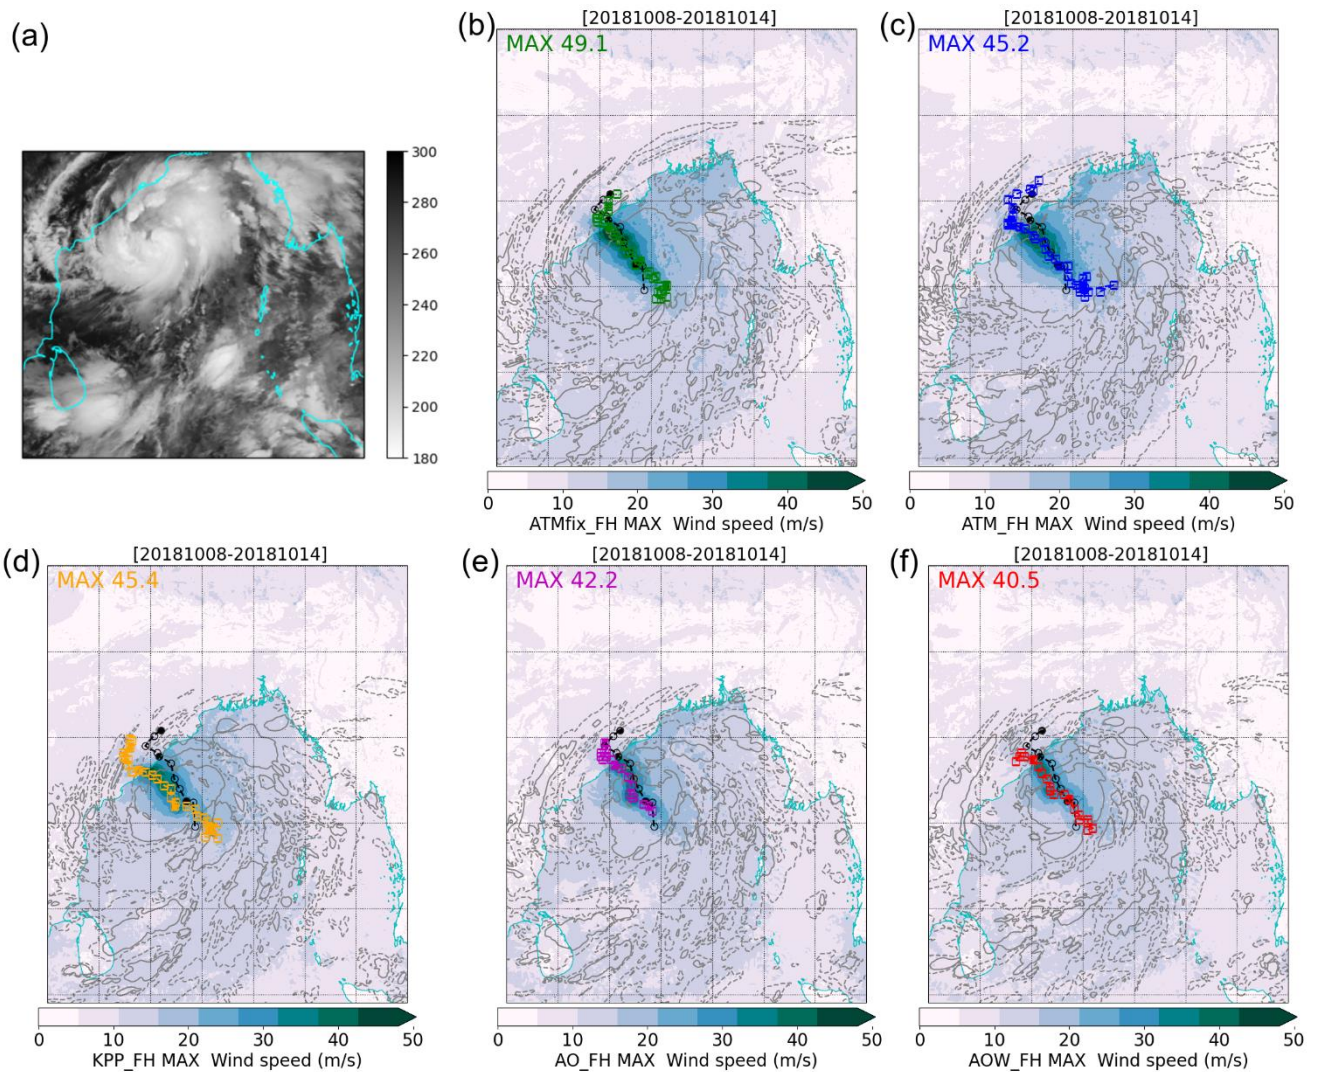 (a)
300
280
260
240
220
200
180
(b)
[20181008-20181014]
MAX 49.1
0 10 20 30 40 50
ATMfix_FH MAX Wind speed (m/s)
(c)
[20181008-20181014]
MAX 45.2
0 10 20 30 40 50
ATM_FH MAX Wind speed (m/s)
(d)
[20181008-20181014]
MAX 45.4
0 10 20 30 40 50
KPP_FH MAX Wind speed (m/s)
(e)
[20181008-20181014]
MAX 42.2
0 10 20 30 40 50
AO_FH MAX Wind speed (m/s)
(f)
[20181008-20181014]
MAX 40.5
0 10 20 30 40 50
AOW_FH MAX Wind speed (m/s)